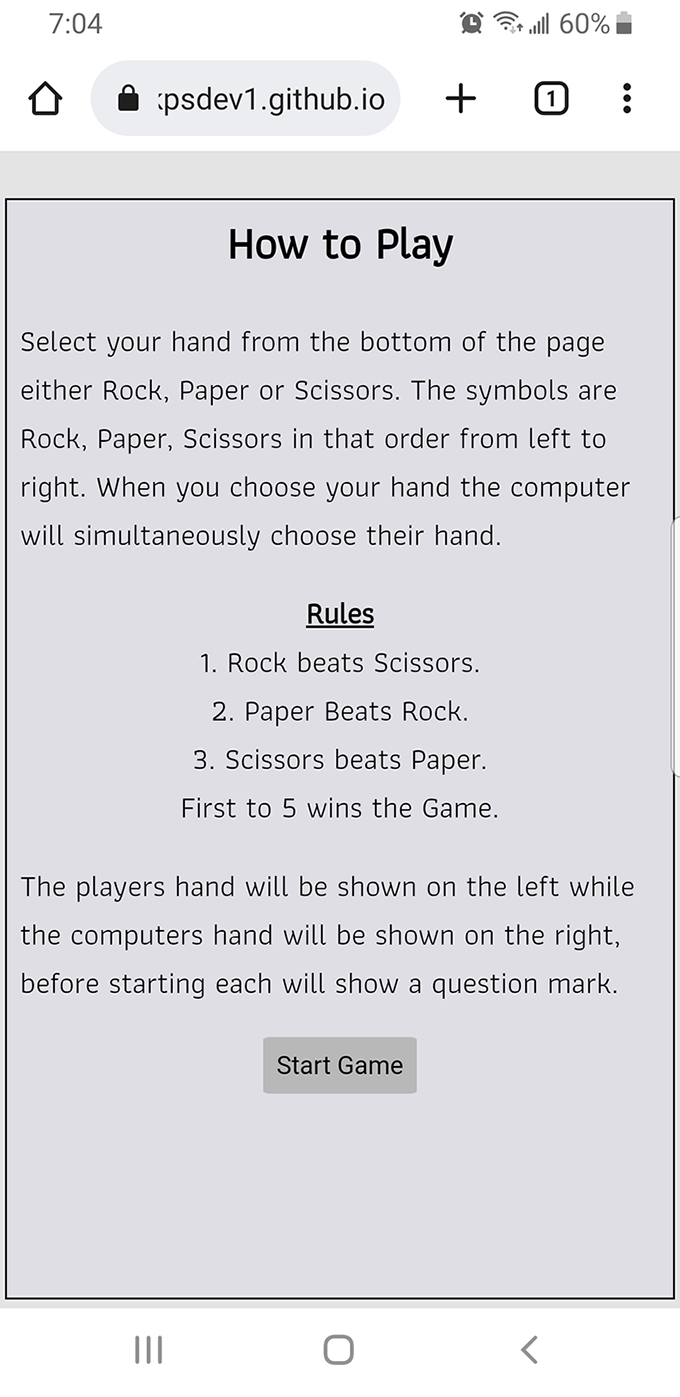 7:04
60%
psdev1.github.io
1
How to Play
Select your hand from the bottom of the page
either Rock, Paper or Scissors. The symbols are
Rock, Paper, Scissors in that order from left to
right. When you choose your hand the computer
will simultaneously choose their hand.
Rules
1. Rock beats Scissors.
2. Paper Beats Rock.
3. Scissors beats Paper.
First to 5 wins the Game.
The players hand will be shown on the left while
the computers hand will be shown on the right,
before starting each will show a question mark.
Start Game